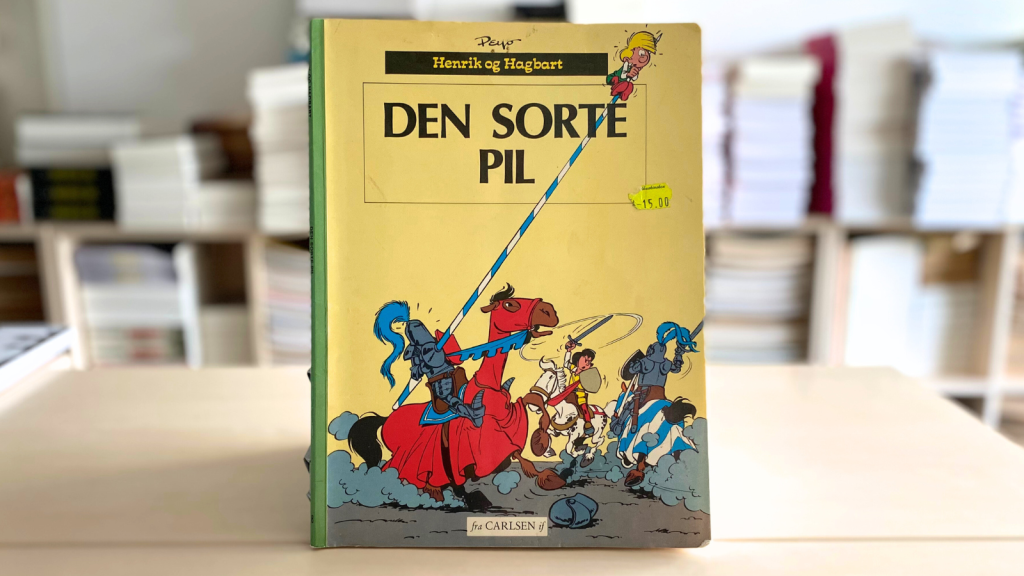 Peyo
Henrik og Hagbart
DEN SORTE
PIL
-15.00
fra CARLSEN if